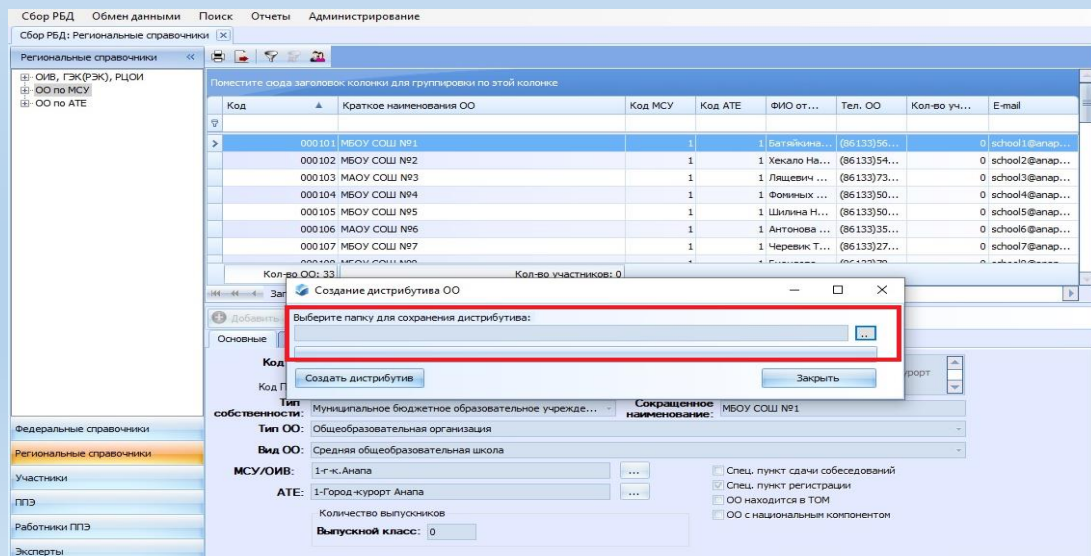 Сбор РБД Обмен данными Поиск Отчеты Администрирование
Сбор РБД: Региональные справочники
Региональные справочники
ОИВ, ГЭК(РЭК), РЦОИ
ОО по МСУ
ОО по АТЕ
Поместите сюда заголовок колонки для группировки по этой колонке
Код Краткое наименования ОО Код МСУ Код АТЕ ФИО от... Тел. ОО Кол-во уч... E-mail
000101 МБОУ СОШ №1 1 1 Батяйкина... (86133)56... 0 school1@anap...
000102 МБОУ СОШ №2 1 1 Хекало На... (86133)54... 0 school2@anap...
000103 МАОУ СОШ №3 1 1 Лящевич ... (86133)73... 0 school3@anap...
000104 МБОУ СОШ №4 1 1 Фоминых ... (86133)50... 0 school4@anap...
000105 МБОУ СОШ №5 1 1 Шилина Н... (86133)50... 0 school5@anap...
000106 МАОУ СОШ №6 1 1 Антонова ... (86133)35... 0 school6@anap...
000107 МБОУ СОШ №7 1 1 Черевик Т... (86133)27... 0 school7@anap...
Кол-во ОО: 33 Кол-во участников: 0
Создание дистрибутива ОО
Добавить
Выберите папку для сохранения дистрибутива:
..
Основные
Код
Создать дистрибутив Закрыть
Код П
Тип собственности: Муниципальное бюджетное образовательное учрежде... Сокращенное наименование: МБОУ СОШ №1
Тип ОО: Общеобразовательная организация
Вид ОО: Средняя общеобразовательная школа
МСУ/ОИВ: 1-г-к.Анапа ...
АТЕ: 1-Город-курорт Анапа ...
Спец. пункт сдачи собеседований
Спец. пункт регистрации
ОО находится в ТОМ
ОО с национальным компонентом
Количество выпускников
Выпускной класс: 0
Федеральные справочники
Региональные справочники
Участники
ППЭ
Работники ППЭ
Эксперты